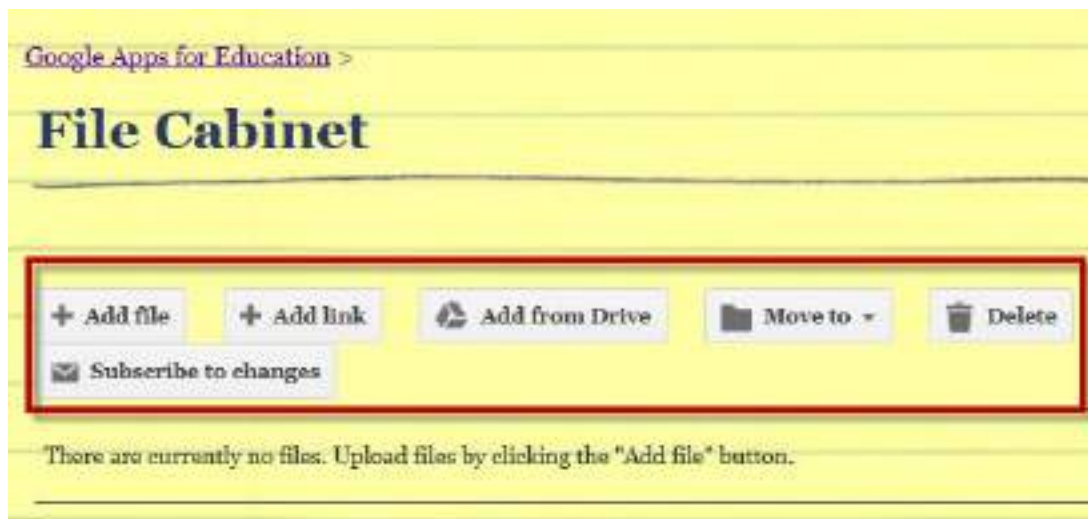 Google Apps for Education >
File Cabinet
+ Add file + Add link Add from Drive Move to Delete
Subscribe to changes
There are currently no files. Upload files by clicking the "Add file" button.